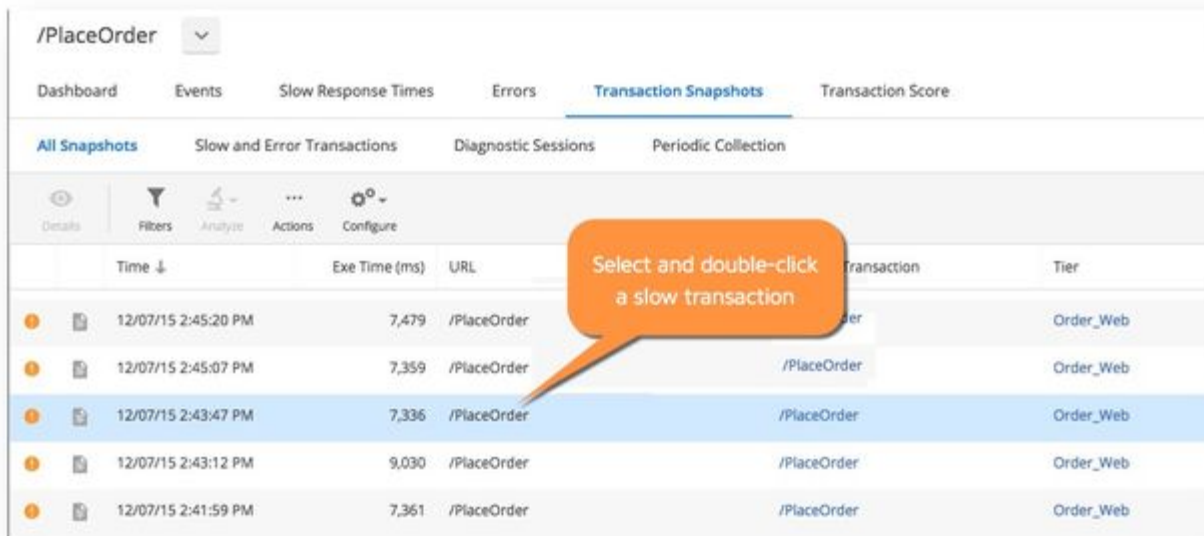 /PlaceOrder
Dashboard Events Slow Response Times Errors Transaction Snapshots Transaction Score
All Snapshots Slow and Error Transactions Diagnostic Sessions Periodic Collection
Details Filters Analyze Actions Configure
Time ↓ Exe Time (ms) URL Transaction Tier
Select and double-click
a slow transaction
12/07/15 2:45:20 PM 7,479 /PlaceOrder Order_Web
12/07/15 2:45:07 PM 7,359 /PlaceOrder /PlaceOrder Order_Web
12/07/15 2:43:47 PM 7,336 /PlaceOrder /PlaceOrder Order_Web
12/07/15 2:43:12 PM 9,030 /PlaceOrder /PlaceOrder Order_Web
12/07/15 2:41:59 PM 7,361 /PlaceOrder /PlaceOrder Order_Web